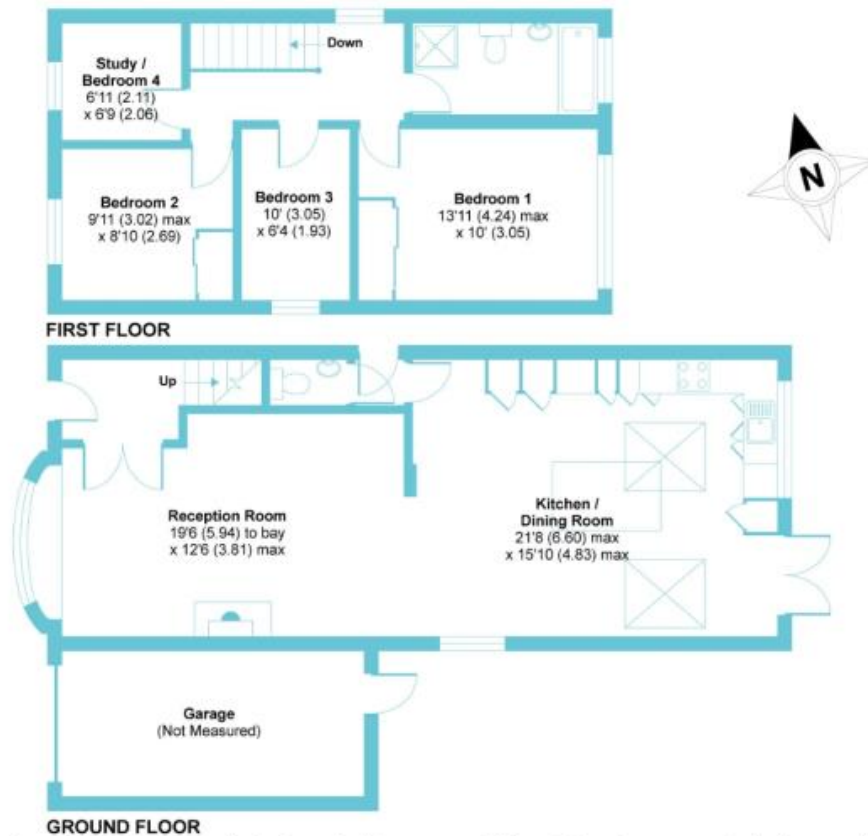 Study /
Bedroom 4
6'11 (2.11)
x 6'9 (2.06)
Down
Bedroom 2
9'11 (3.02) max
x 8'10 (2.69)
Bedroom 3
10' (3.05)
x 6'4 (1.93)
Bedroom 1
13'11 (4.24) max
x 10' (3.05)
N
FIRST FLOOR
Up
Reception Room
19'6 (5.94) to bay
x 12'6 (3.81) max
Kitchen /
Dining Room
21'8 (6.60) max
x 15'10 (4.83) max
Garage
(Not Measured)
GROUND FLOOR